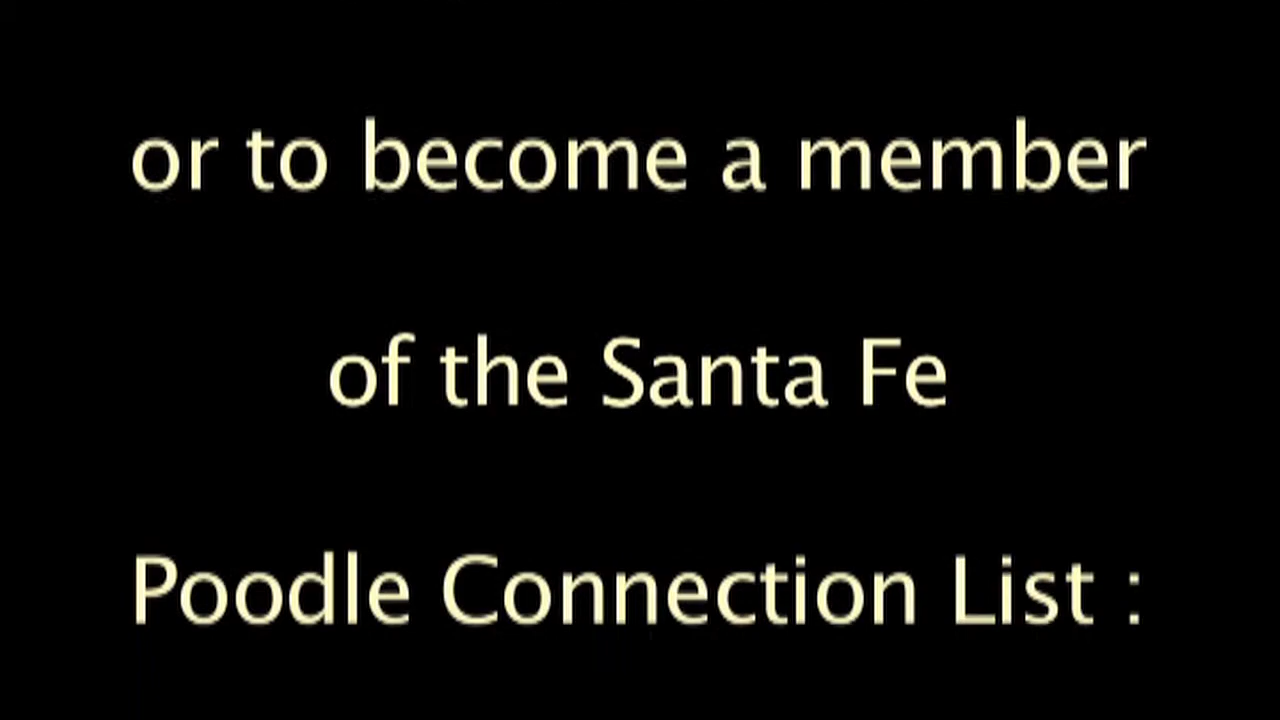 or to become a member
of the Santa Fe
Poodle Connection List :